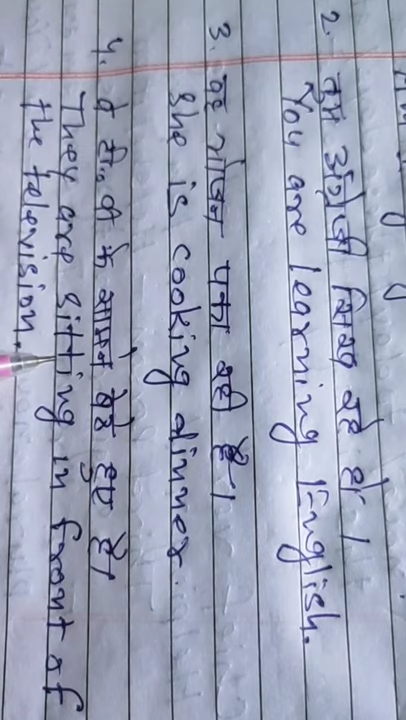 2. तुम अंग्रेजी सिख रहे हो।
You are learning English.
3. वह भोजन पका रही है।
She is cooking dinner.
4. वे टी. वी के सामने बैठे हुए है।
They are sitting in front of
the television.